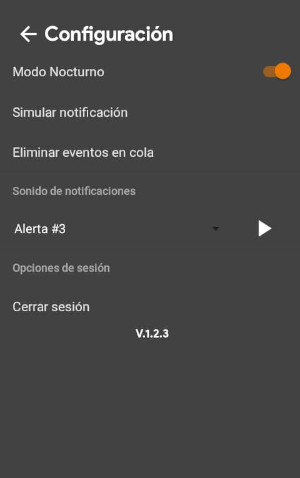 Configuración
Modo Nocturno
Simular notificación
Eliminar eventos en cola
Sonido de notificaciones
Alerta #3
Opciones de sesión
Cerrar sesión
V.1.2.3